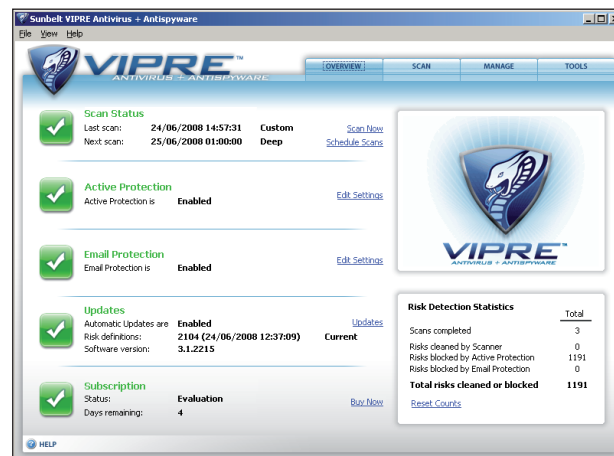 Sunbelt VIPRE Antivirus + Antispyware
File View Help
VIPRE™
ANTIVIRUS + ANTISPYWARE
OVERVIEW SCAN MANAGE TOOLS
Scan Status
Last scan: 24/06/2008 14:57:31 Custom Scan Now
Next scan: 25/06/2008 01:00:00 Deep Schedule Scans
Active Protection
Active Protection is Enabled Edit Settings
Email Protection
Email Protection is Enabled Edit Settings
Updates
Automatic Updates are Enabled Updates
Risk definitions: 2104 (24/06/2008 12:37:09) Current
Software version: 3.1.2215
Subscription
Status: Evaluation Buy Now
Days remaining: 4
VIPRE™
ANTIVIRUS + ANTISPYWARE
Risk Detection Statistics
Total
Scans completed 3
Risks cleaned by Scanner 0
Risks blocked by Active Protection 1191
Risks blocked by Email Protection 0
Total risks cleaned or blocked 1191
Reset Counts
HELP